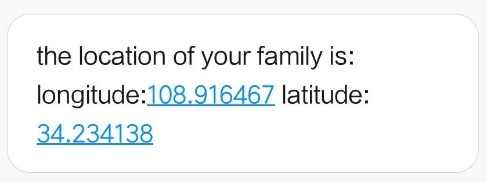 the location of your family is:
longitude:108.916467 latitude:
34.234138